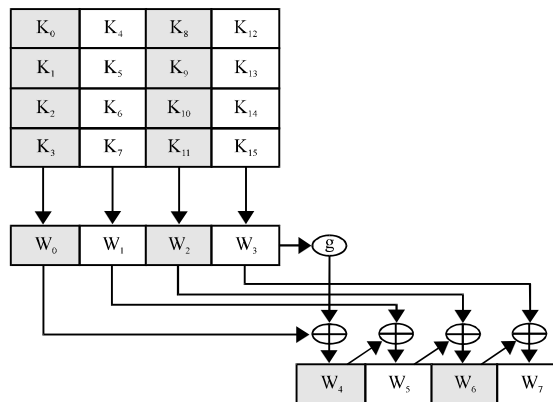 K₀ K₄ K₈ K₁₂
K₁ K₅ K₉ K₁₃
K₂ K₆ K₁₀ K₁₄
K₃ K₇ K₁₁ K₁₅
W₀ W₁ W₂ W₃ g
W₄ W₅ W₆ W₇